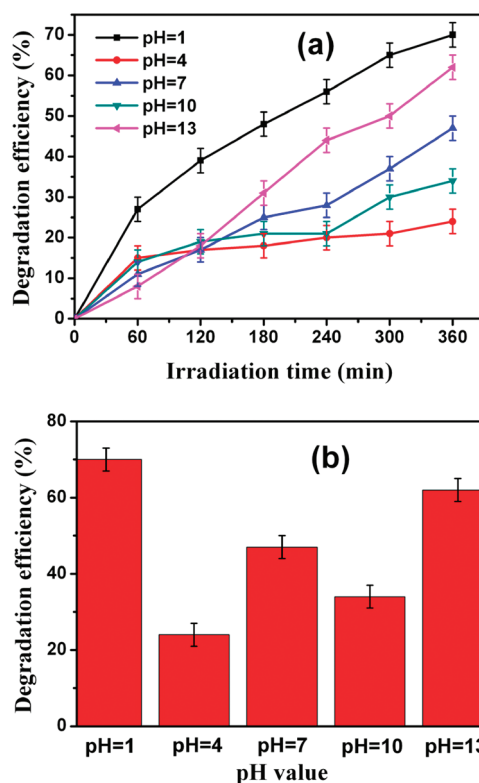 (a)
pH=1
pH=4
pH=7
pH=10
pH=13
Degradation efficiency (%)
70
60
50
40
30
20
10
0
0 60 120 180 240 300 360
Irradiation time (min)
(b)
Degradation efficiency (%)
80
60
40
20
0
pH=1 pH=4 pH=7 pH=10 pH=13
pH value